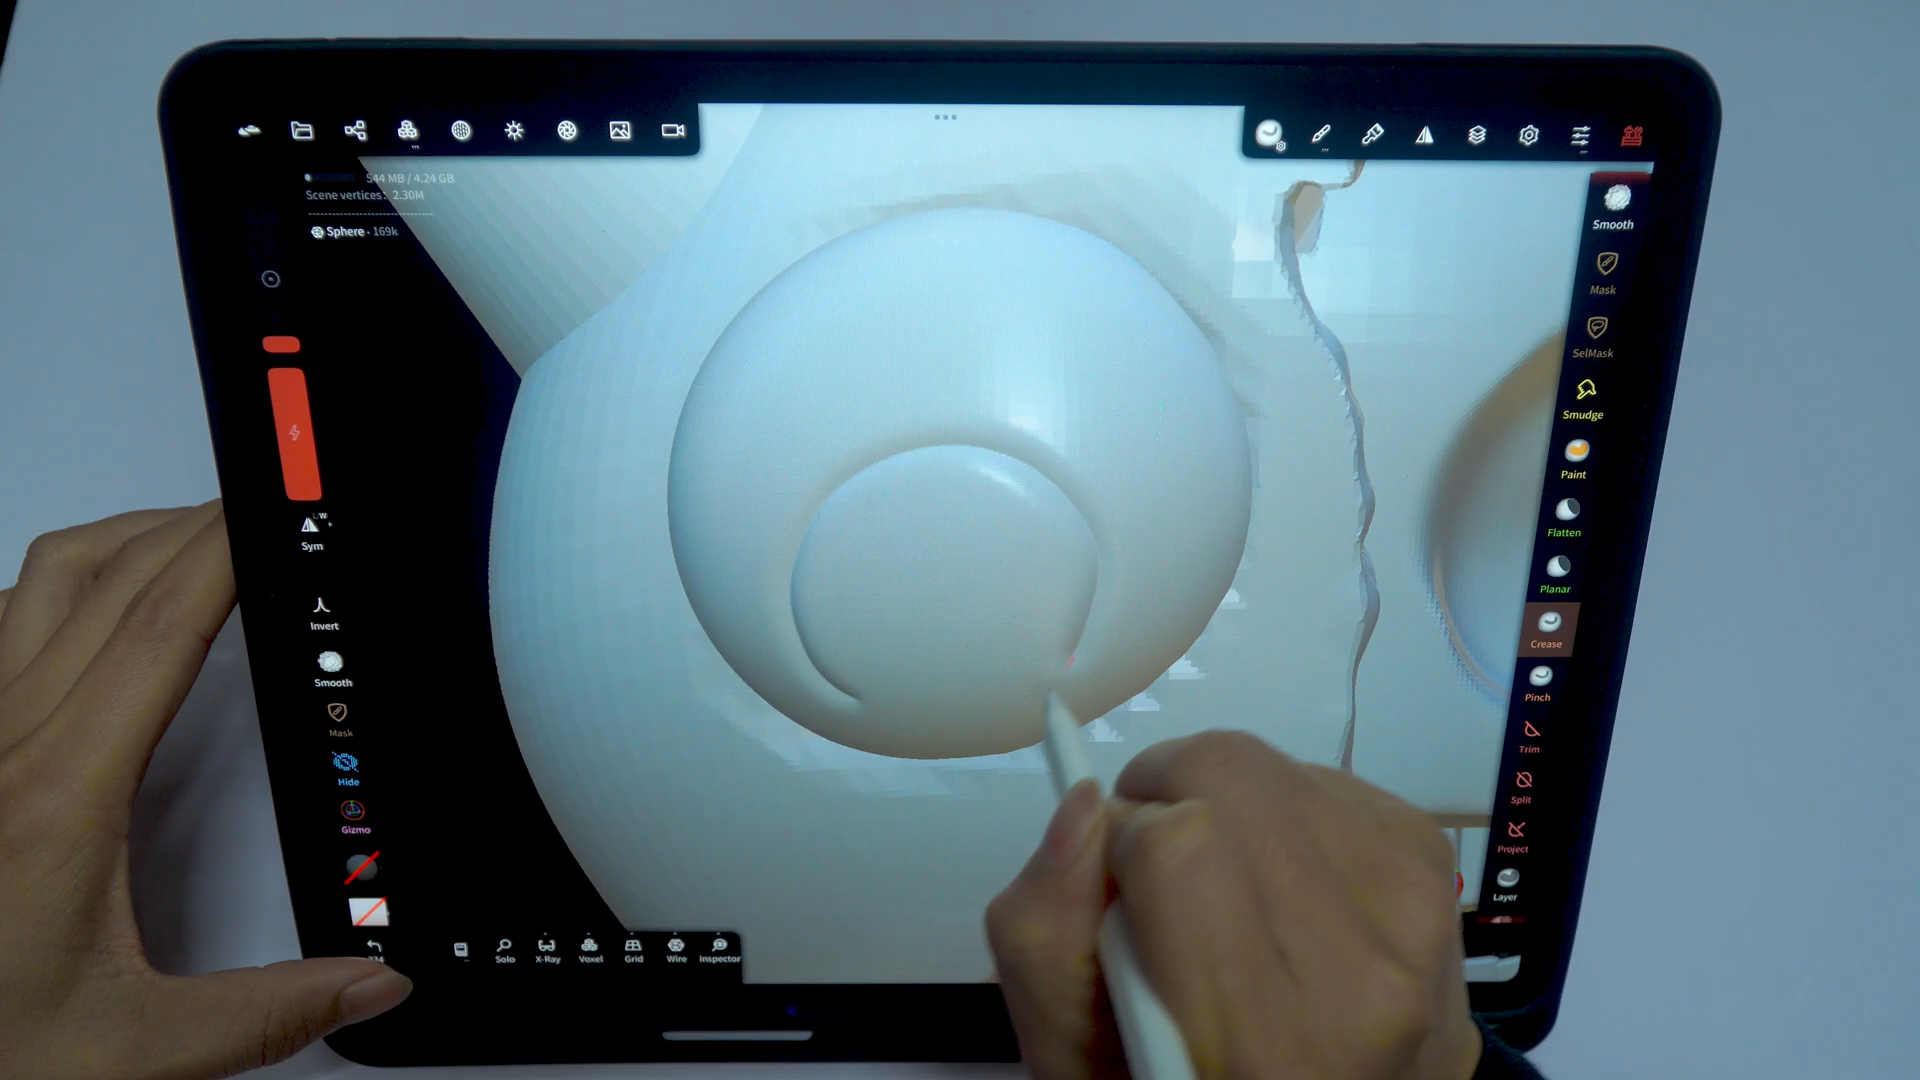 544 MB / 4.24 GB
Scene vertices: 2.30M
Sphere - 169k
Sym
Invert
Smooth
Mask
Hide
Gizmo
Solo
X-Ray
Voxel
Grid
Wire
Inspector
Smooth
Mask
SelMask
Smudge
Paint
Flatten
Planar
Crease
Pinch
Trim
Split
Project
Layer